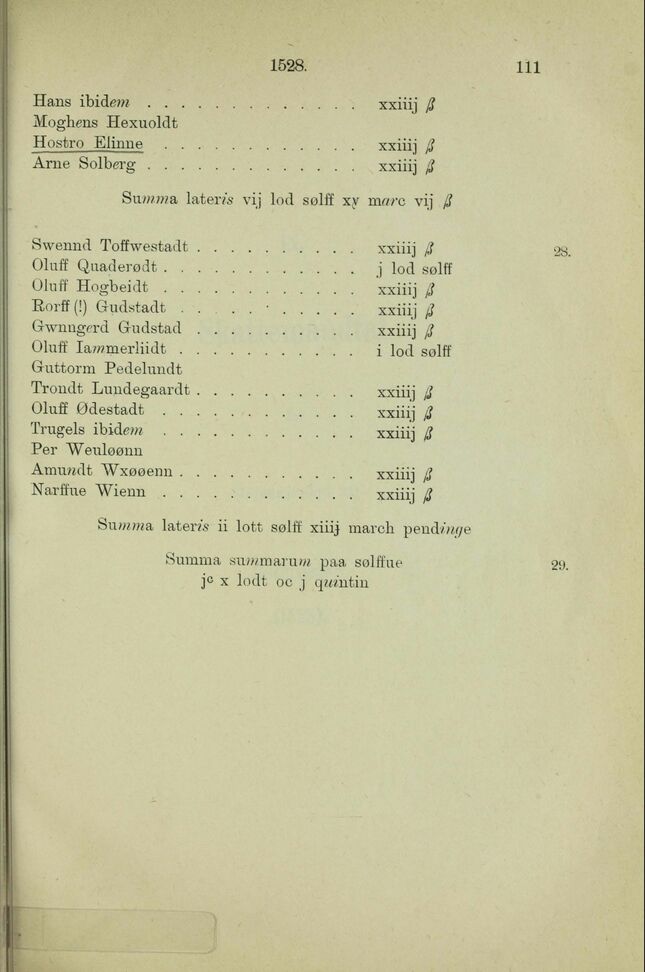 1528. 111
Hans ibidem . . . . . . . . . . . . . xxiiij ß
Moghens Hexuoldt
Hostro Elinne . . . . . . . . . . . . xxiiij ß
Arne Solberg . . . . . . . . . . . . . xxiiij ß
Summa lateris vij lod sølff xv marc vij ß
Swennd Toffwestadt . . . . . . . . . . xxiiij ß 28.
Oluff Quaderødt . . . . . . . . . . . . j lod sølff
Oluff Hogbeidt . . . . . . . . . . . . xxiiij ß
Rorff (!) Gudstadt . . . . . . . . . . . xxiiij ß
Gwnngerd Gudstad . . . . . . . . . . xxiiij ß
Oluff Iammerliidt . . . . . . . . . . . i lod sølff
Guttorm Pedelundt
Trondt Lundegaardt . . . . . . . . . . xxiiij ß
Oluff Ødestadt . . . . . . . . . . . . xxiiij ß
Trugels ibidem . . . . . . . . . . . . xxiiij ß
Per Weuloønn
Amundt Wxøøenn . . . . . . . . . . . xxiiij ß
Narffue Wienn . . . . . . . . . . . . xxiiij ß
Summa lateris ii lott sølff xiiij march pendinge
Summa summarum paa sølffue 29.
jc x lodt oc j quintin